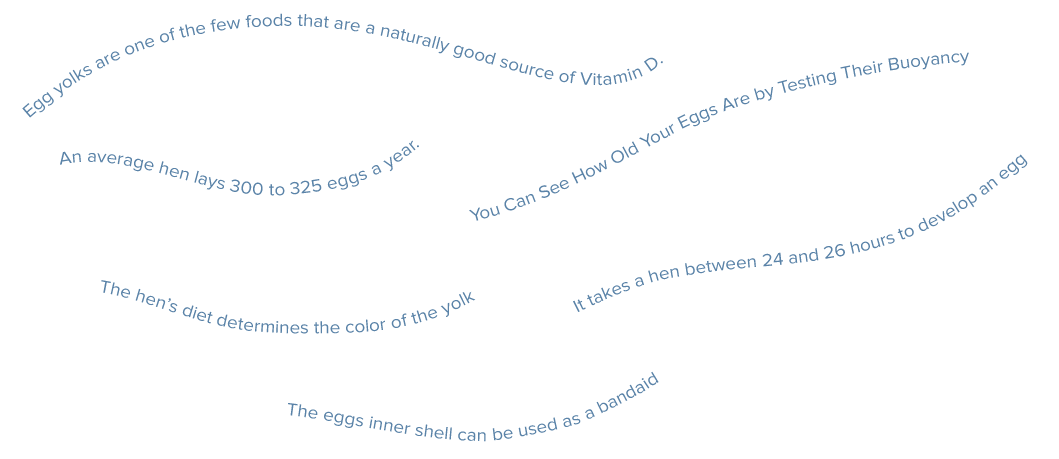 Egg yolks are one of the few foods that are a naturally good source of Vitamin D.
You Can See How Old Your Eggs Are by Testing Their Buoyancy
An average hen lays 300 to 325 eggs a year.
It takes a hen between 24 and 26 hours to develop an egg
The hen’s diet determines the color of the yolk
The eggs inner shell can be used as a bandaid